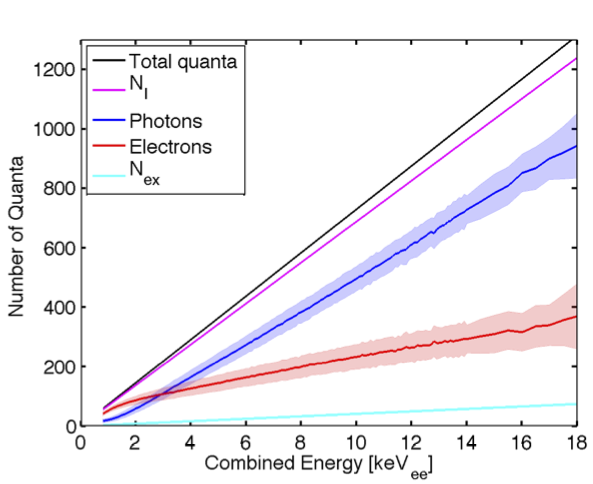 Total quanta
N_I
Photons
Electrons
N_ex
Number of Quanta
1200
1000
800
600
400
200
0
0 2 4 6 8 10 12 14 16 18
Combined Energy [keV_ee]